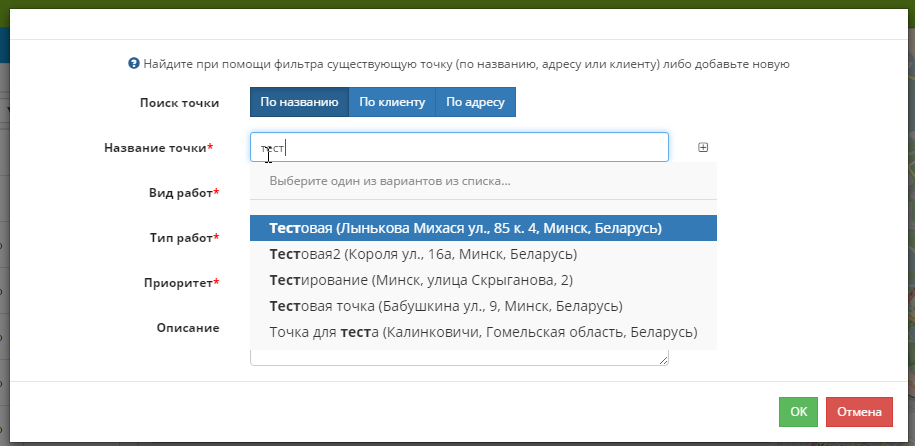 Найдите при помощи фильтра существующую точку (по названию, адресу или клиенту) либо добавьте новую
Поиск точки По названию По клиенту По адресу
Название точки* тест
Выберите один из вариантов из списка...
Вид работ*
Тестовая (Лынькова Михася ул., 85 к. 4, Минск, Беларусь)
Тип работ*
Тестовая2 (Короля ул., 16а, Минск, Беларусь)
Приоритет*
Тестирование (Минск, улица Скрыганова, 2)
Тестовая точка (Бабушкина ул., 9, Минск, Беларусь)
Описание
Точка для теста (Калинковичи, Гомельская область, Беларусь)
OK Отмена